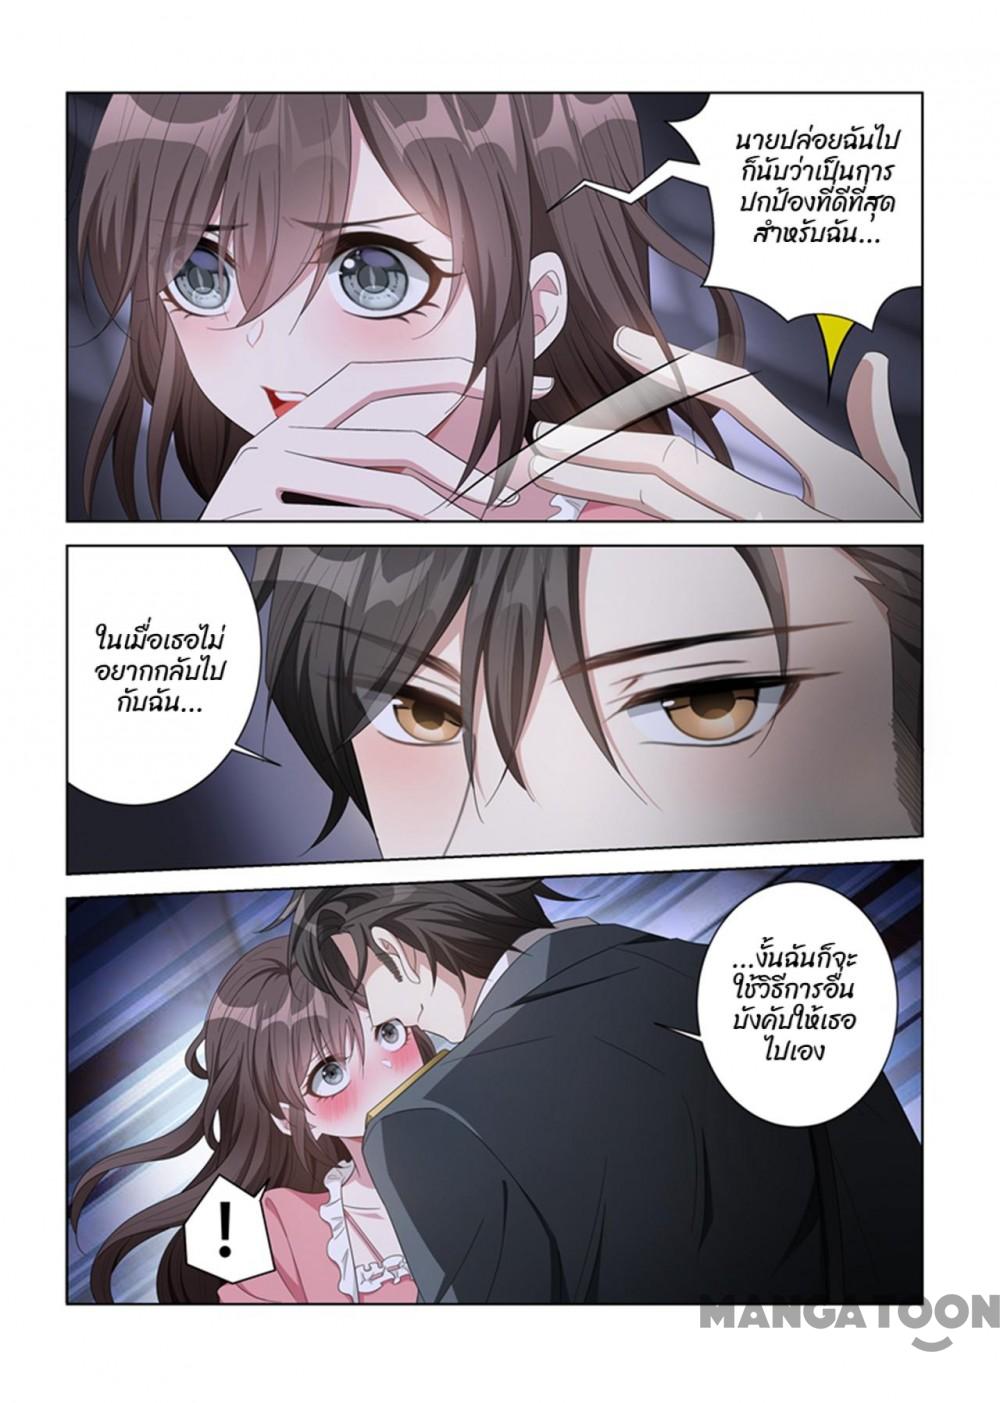 นายปล่อยฉันไป
ก็นับว่าเป็นการ
ปกป้องที่ดีที่สุด
สำหรับฉัน...
ในเมื่อเธอไม่
อยากกลับไป
กับฉัน...
...งั้นฉันก็จะ
ใช้วิธีการอื่น
บังคับให้เธอ
ไปเอง
!
MANGATOON